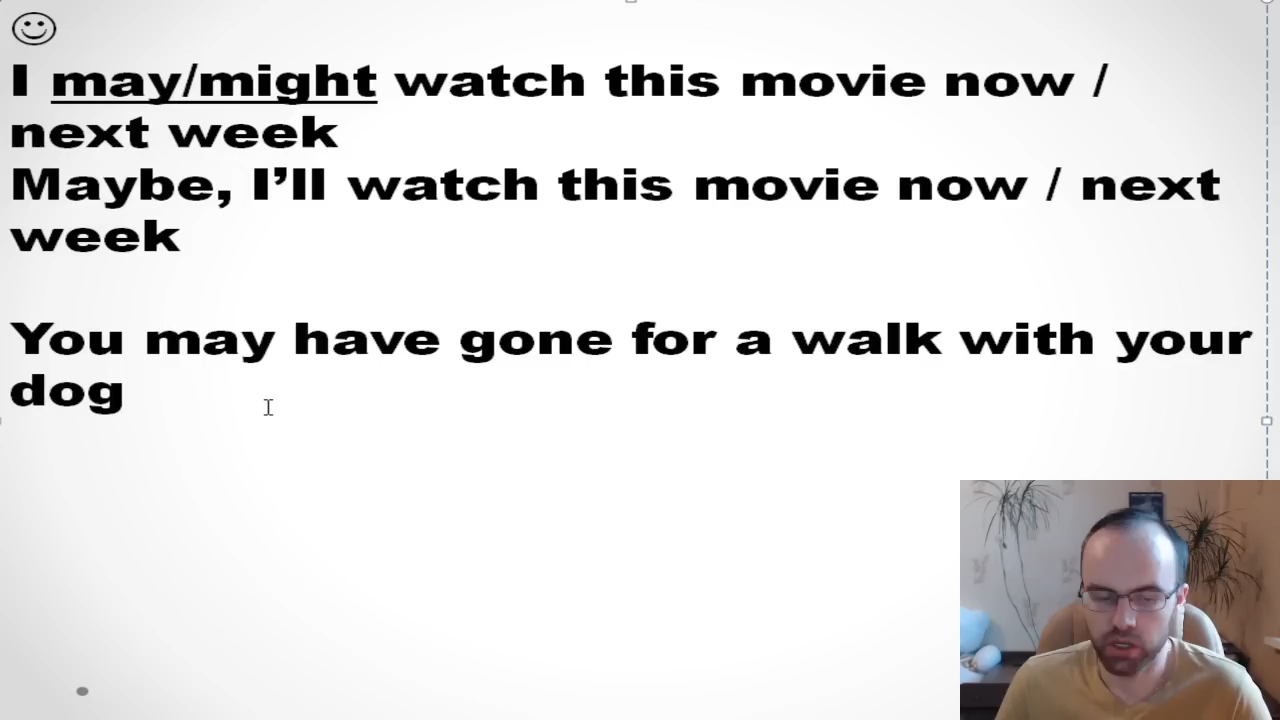 I may/might watch this movie now /
next week
Maybe, I’ll watch this movie now / next
week
You may have gone for a walk with your
dog